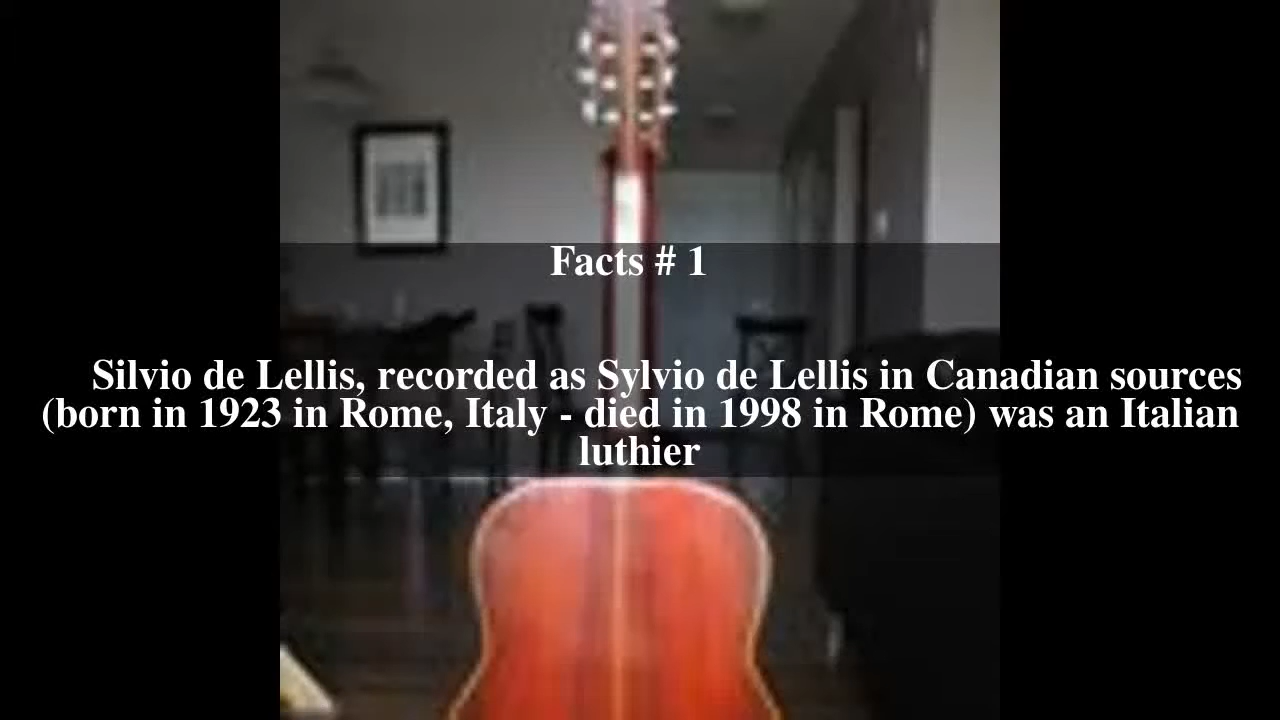 Facts # 1
Silvio de Lellis, recorded as Sylvio de Lellis in Canadian sources
(born in 1923 in Rome, Italy - died in 1998 in Rome) was an Italian
luthier